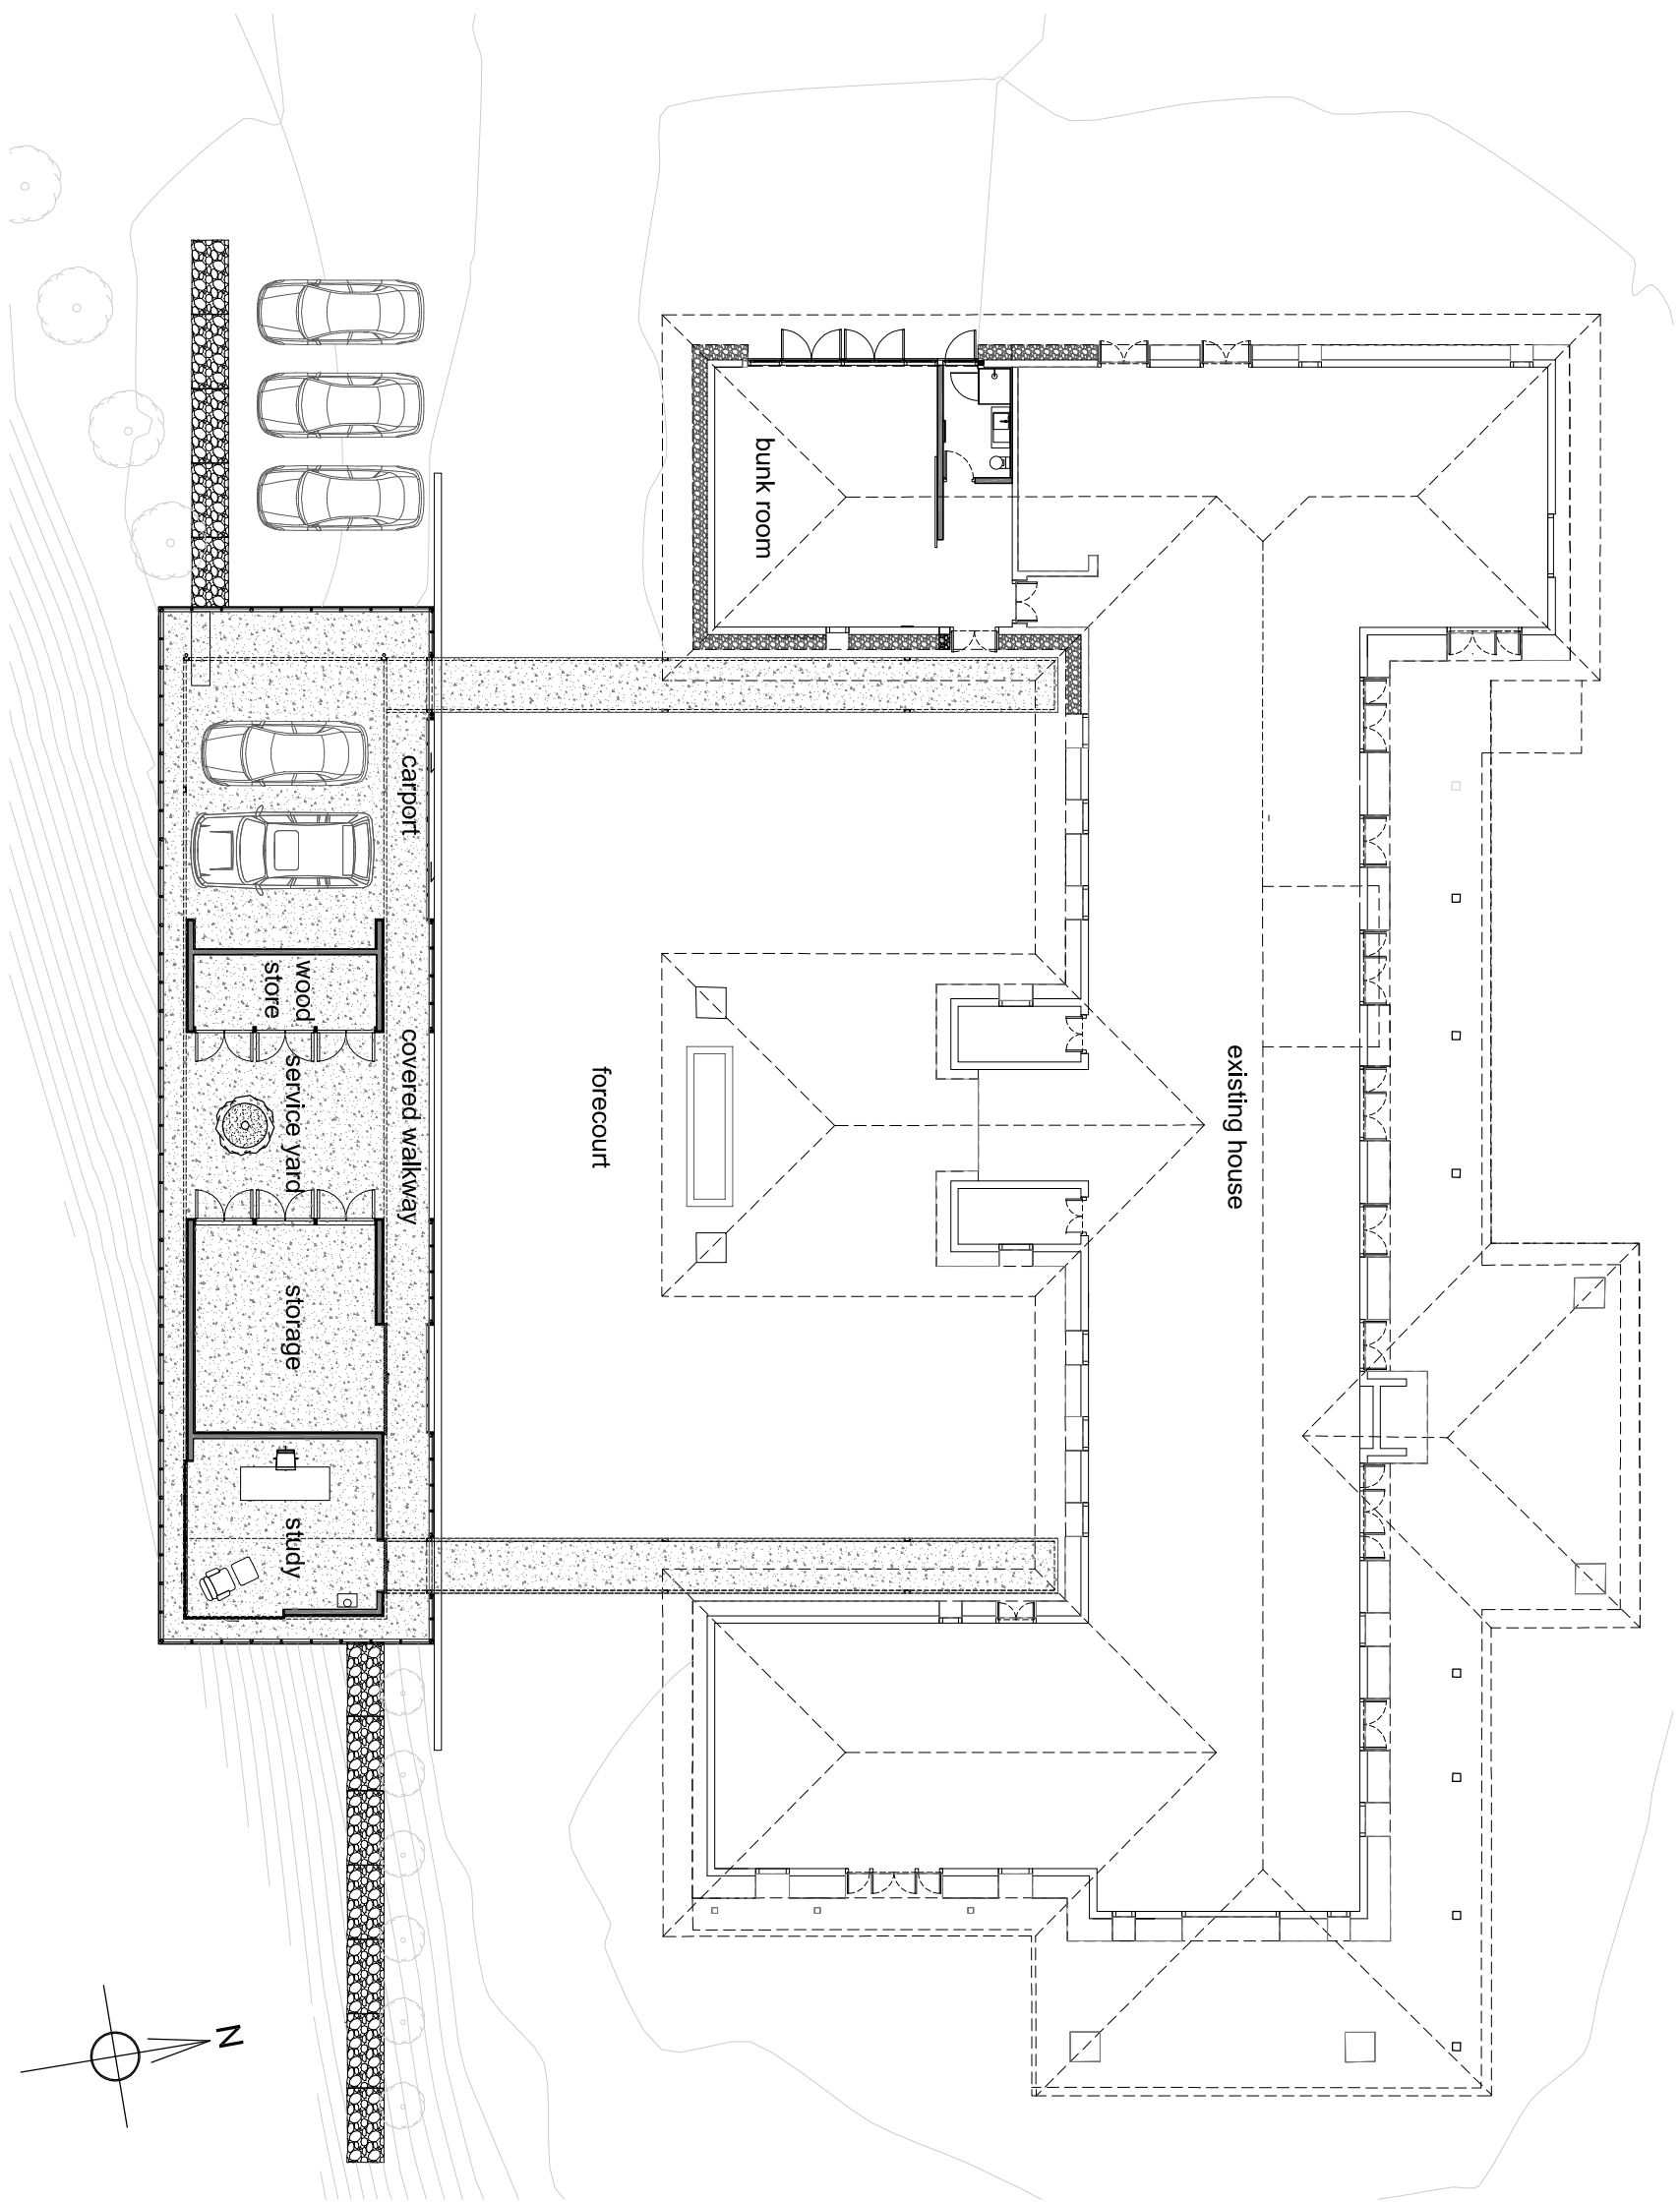 existing house
bunk room
forecourt
carport
covered walkway
wood
store
service yard
storage
study
N